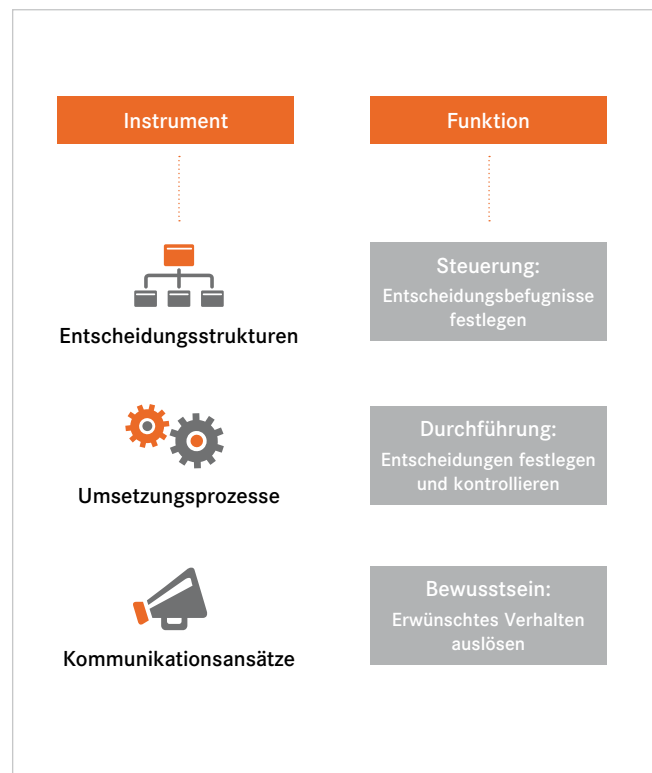 Instrument
Funktion
Entscheidungsstrukturen
Steuerung:
Entscheidungsbefugnisse
festlegen
Umsetzungsprozesse
Durchführung:
Entscheidungen festlegen
und kontrollieren
Kommunikationsansätze
Bewusstsein:
Erwünschtes Verhalten
auslösen